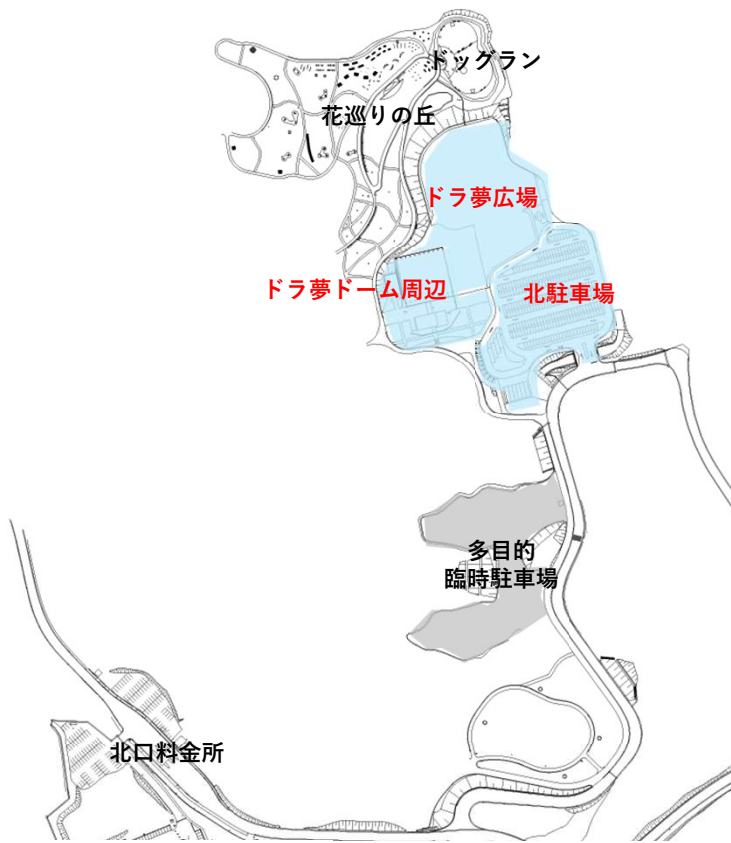 ドッグラン
花巡りの丘
ドラ夢広場
ドラ夢ドーム周辺
北駐車場
多目的
臨時駐車場
北口料金所